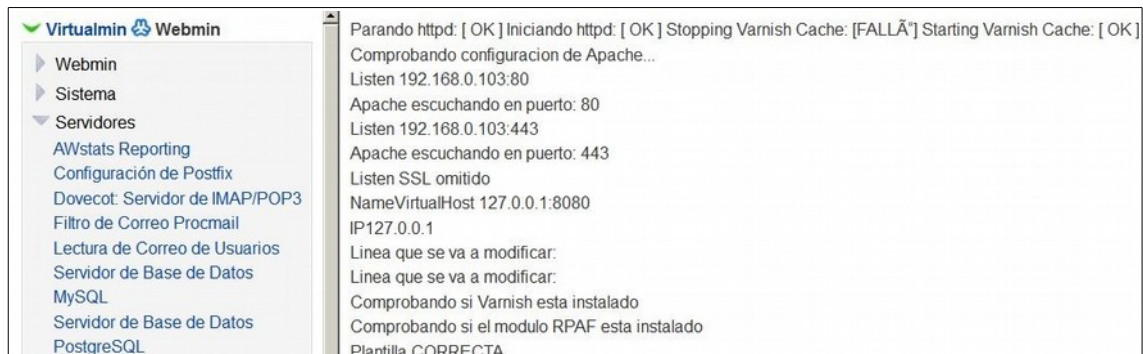 Virtualmin Webmin
Webmin
Sistema
Servidores
AWstats Reporting
Configuración de Postfix
Dovecot: Servidor de IMAP/POP3
Filtro de Correo Procmail
Lectura de Correo de Usuarios
Servidor de Base de Datos
MySQL
Servidor de Base de Datos
PostgreSQL
Parando httpd: [ OK ] Iniciando httpd: [ OK ] Stopping Varnish Cache: [FALLÃ“] Starting Varnish Cache: [ OK ]
Comprobando configuracion de Apache...
Listen 192.168.0.103:80
Apache escuchando en puerto: 80
Listen 192.168.0.103:443
Apache escuchando en puerto: 443
Listen SSL omitido
NameVirtualHost 127.0.0.1:8080
IP127.0.0.1
Linea que se va a modificar:
Linea que se va a modificar:
Comprobando si Varnish esta instalado
Comprobando si el modulo RPAF esta instalado
Plantilla CORRECTA